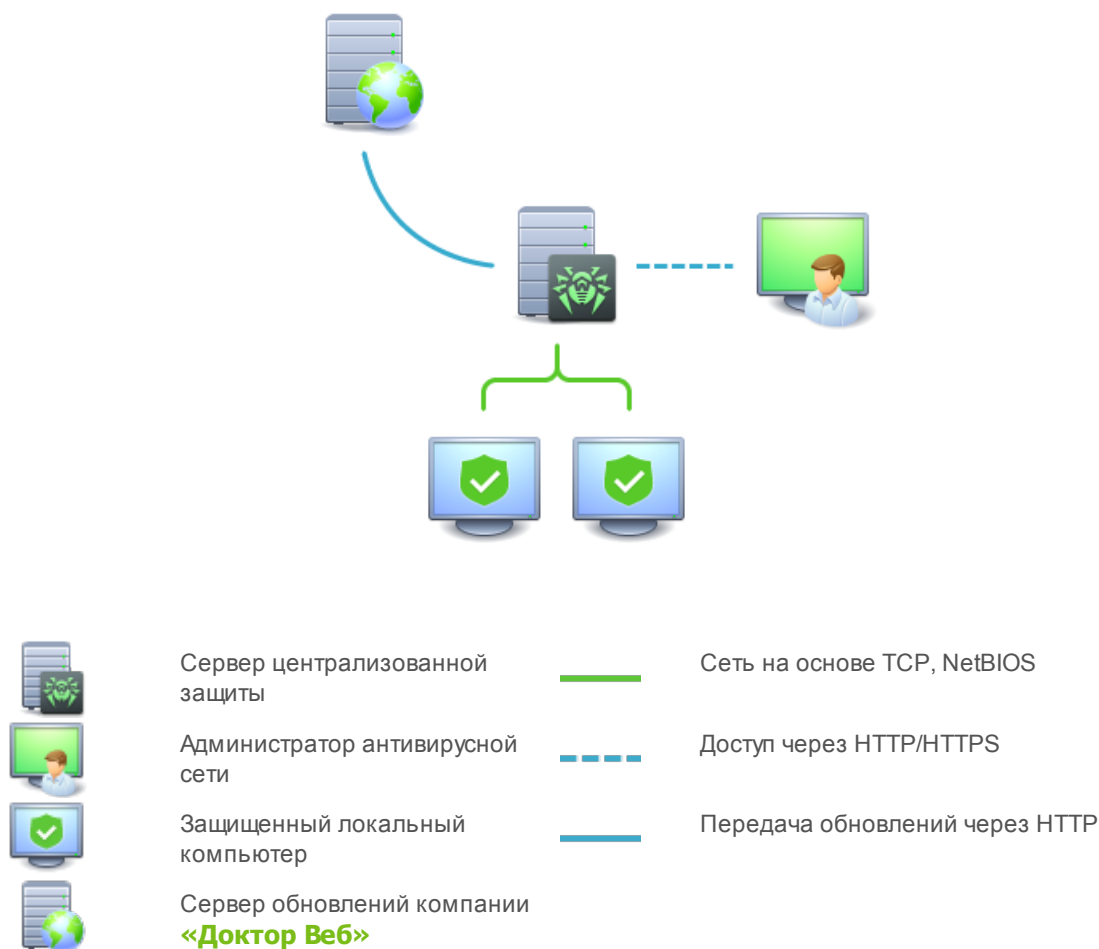 Сервер централизованной
защиты
Сеть на основе TCP, NetBIOS
Администратор антивирусной
сети
Доступ через HTTP/HTTPS
Защищенный локальный
компьютер
Передача обновлений через HTTP
Сервер обновлений компании
«Доктор Веб»